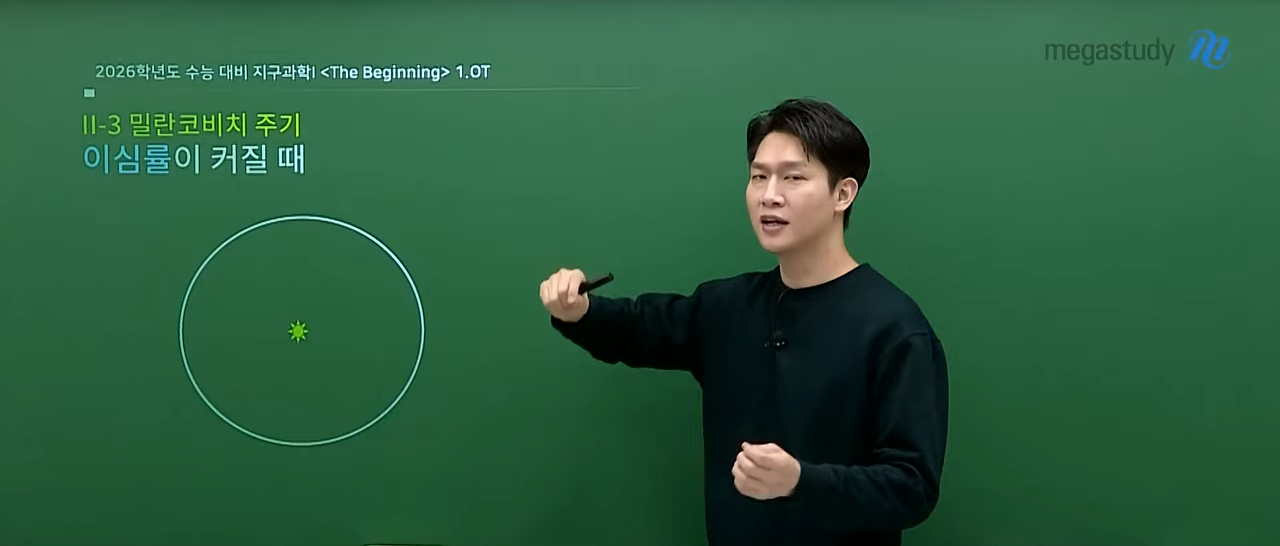 megastudy
2026학년도 수능 대비 지구과학I <The Beginning> 1.OT
II-3 밀란코비치 주기
이심률이 커질 때